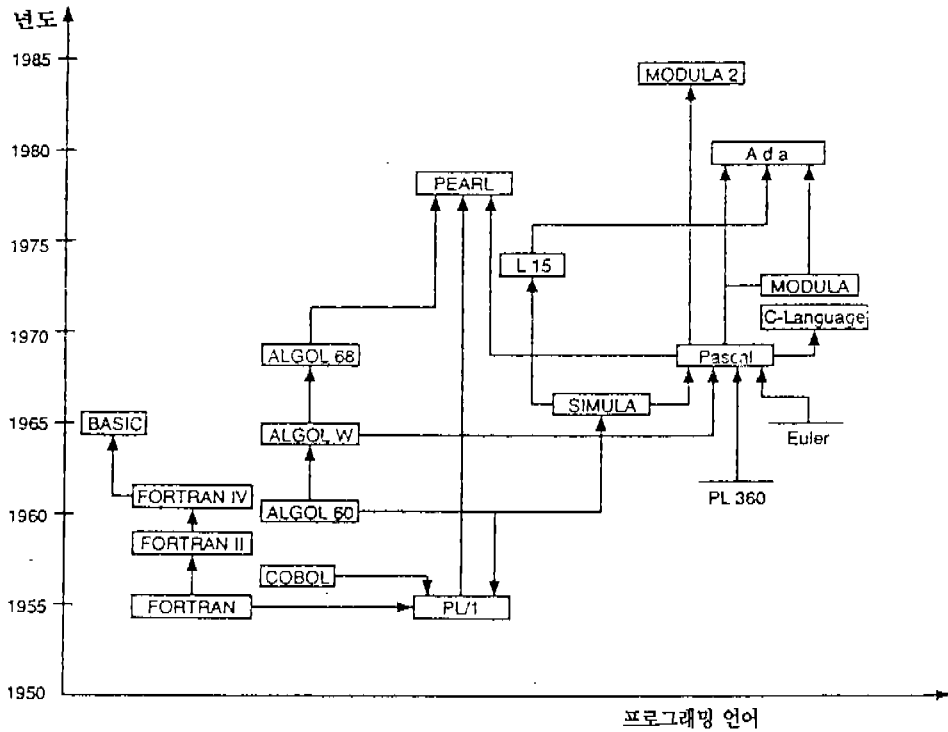 년도
1985
MODULA 2
1980
Ada
PEARL
1975
L 15
MODULA
C-Language
1970
ALGOL 68
Pascal
SIMULA
BASIC
1965
ALGOL W
Euler
FORTRAN IV
PL 360
1960
ALGOL 60
FORTRAN II
COBOL
1955
FORTRAN
PL/1
1950
프로그래밍 언어